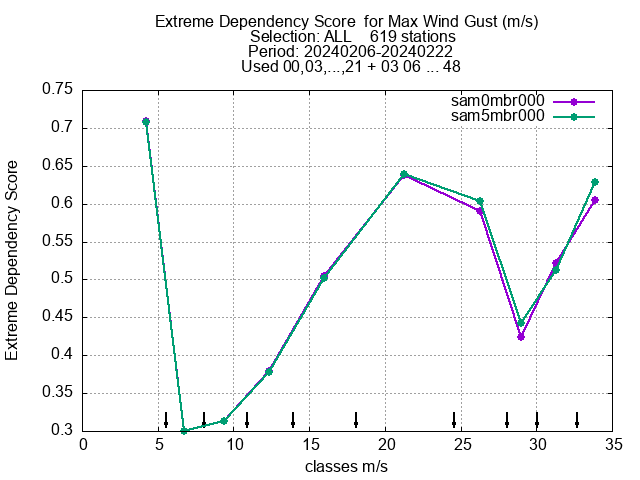 Extreme Dependency Score  for Max Wind Gust (m/s)
Selection: ALL    619 stations
Period: 20240206-20240222
Used 00,03,...,21 + 03 06 ... 48
sam0mbr000
sam5mbr000
0.75
0.7
0.65
0.6
0.55
0.5
0.45
0.4
0.35
0.3
Extreme Dependency Score
0 5 10 15 20 25 30 35
classes m/s